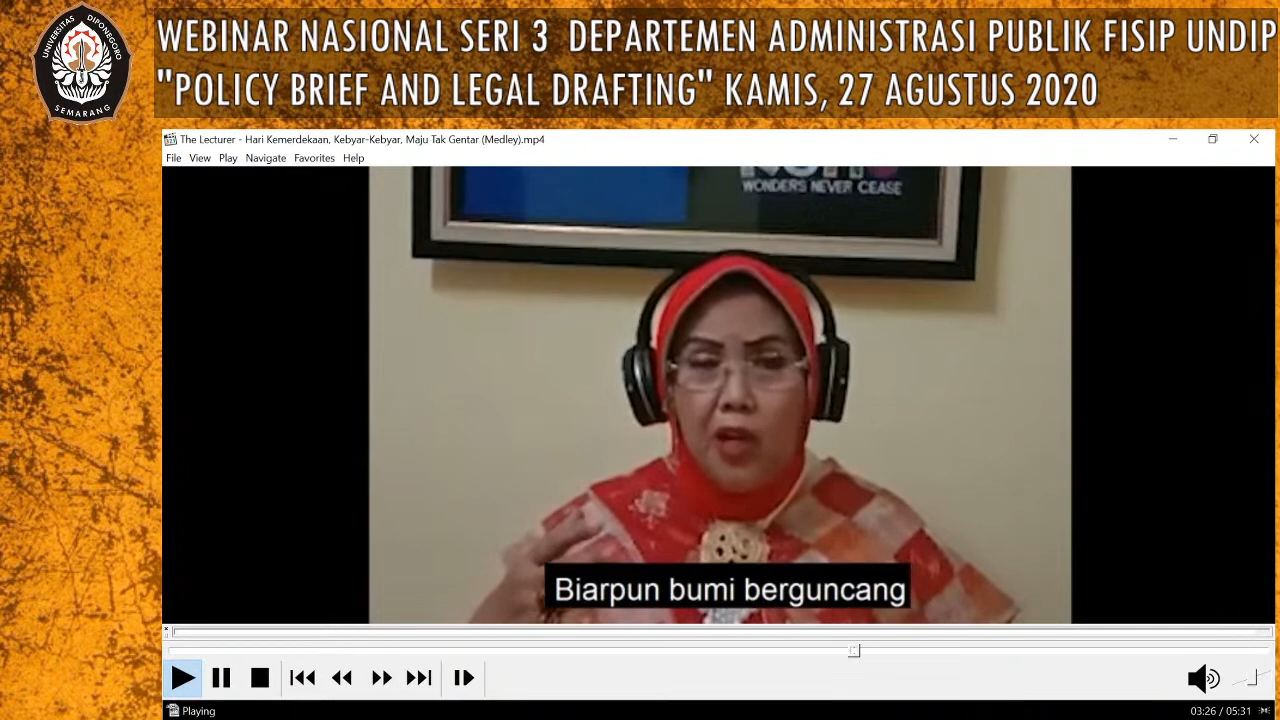 WEBINAR NASIONAL SERI 3 DEPARTEMEN ADMINISTRASI PUBLIK FISIP UNDIP
"POLICY BRIEF AND LEGAL DRAFTING" KAMIS, 27 AGUSTUS 2020
UNIVERSITAS DIPONEGORO
SEMARANG
The Lecturer - Hari Kemerdekaan, Kebyar-Kebyar, Maju Tak Gentar (Medley).mp4
File View Play Navigate Favorites Help
WONDERS NEVER CEASE
Biarpun bumi berguncang
Playing
03:26 / 05:31